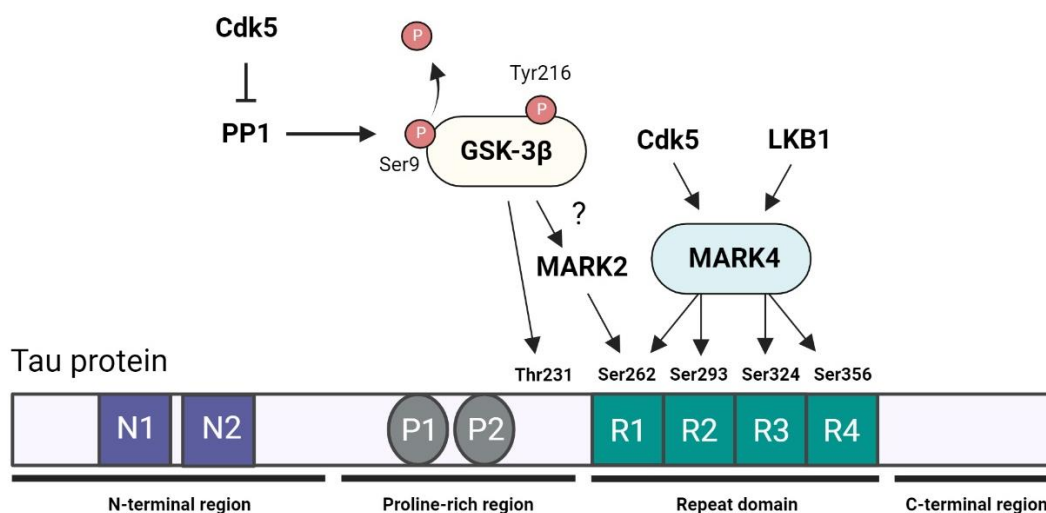 Cdk5
P
Tyr216
P
PP1
P
GSK-3β
Ser9
Cdk5
LKB1
?
MARK2
MARK4
Tau protein
Thr231
Ser262
Ser293
Ser324
Ser356
N1
N2
P1
P2
R1
R2
R3
R4
N-terminal region
Proline-rich region
Repeat domain
C-terminal region